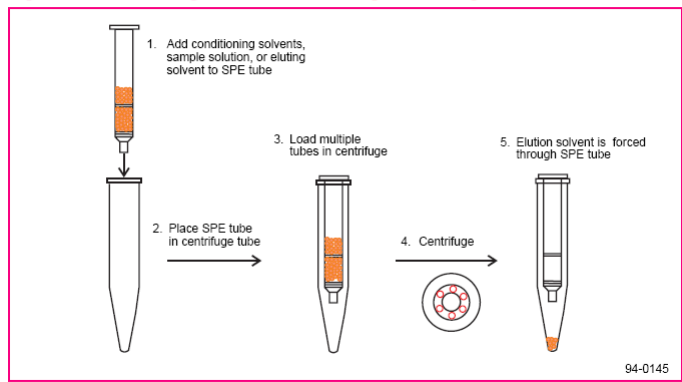 1. Add conditioning solvents,
sample solution, or eluting
solvent to SPE tube
2. Place SPE tube
in centrifuge tube
3. Load multiple
tubes in centrifuge
4. Centrifuge
5. Elution solvent is forced
through SPE tube
94-0145